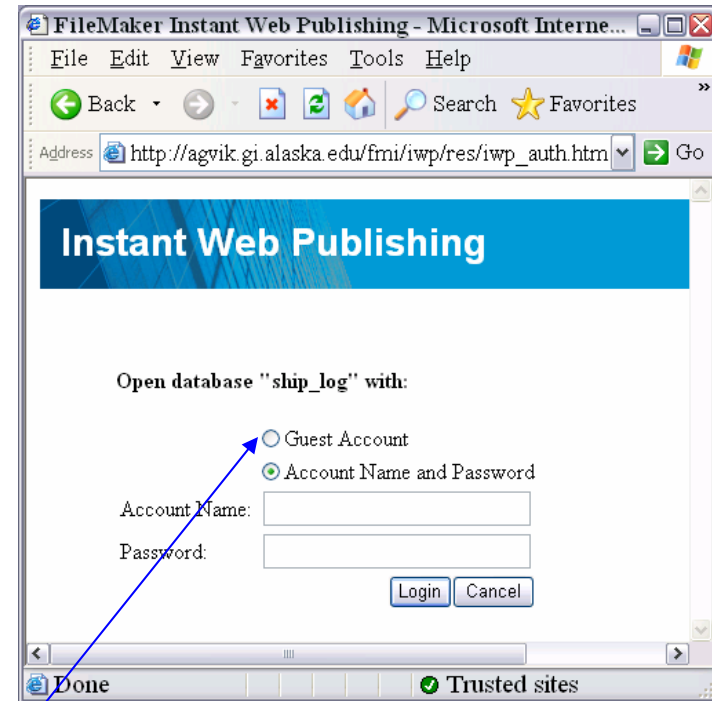 FileMaker Instant Web Publishing - Microsoft Interne...
File Edit View Favorites Tools Help
Back Search Favorites »
Address http://agvik.gi.alaska.edu/fmi/iwp/res/iwp_auth.htm Go
Instant Web Publishing
Open database "ship_log" with:
Guest Account
Account Name and Password
Account Name:
Password:
Login Cancel
Done Trusted sites